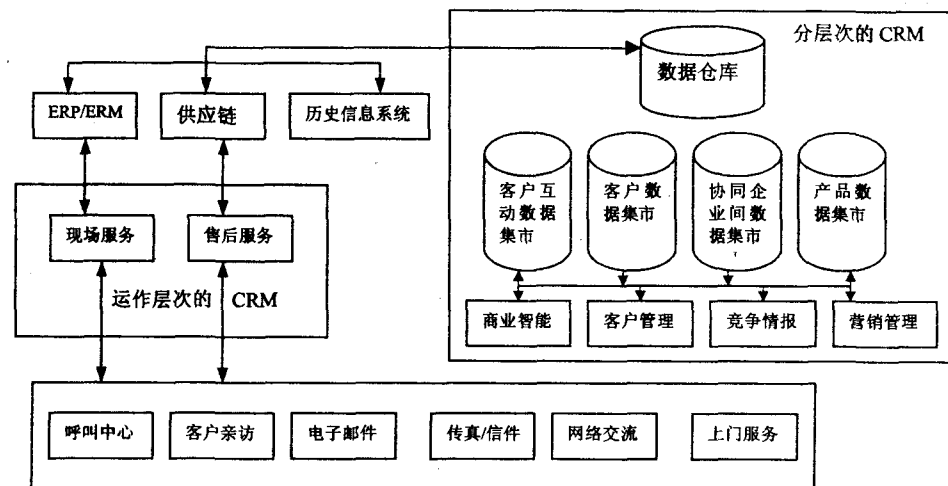 分层次的 CRM
数据仓库
ERP/ERM
供应链
历史信息系统
客户互
动数据
集市
客户数
据集市
协同企
业间数
据集市
产品数
据集市
现场服务
售后服务
运作层次的 CRM
商业智能
客户管理
竞争情报
营销管理
呼叫中心
客户亲访
电子邮件
传真/信件
网络交流
上门服务